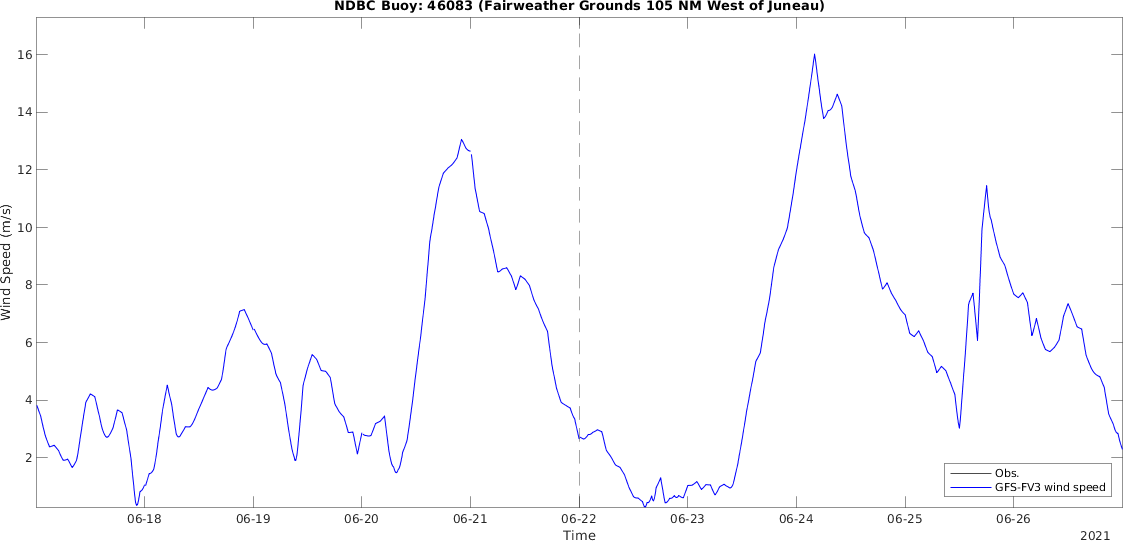 NDBC Buoy: 46083 (Fairweather Grounds 105 NM West of Juneau)
16
14
12
10
8
6
4
2
Wind Speed (m/s)
Obs.
GFS-FV3 wind speed
06-18 06-19 06-20 06-21 06-22 06-23 06-24 06-25 06-26
Time
2021